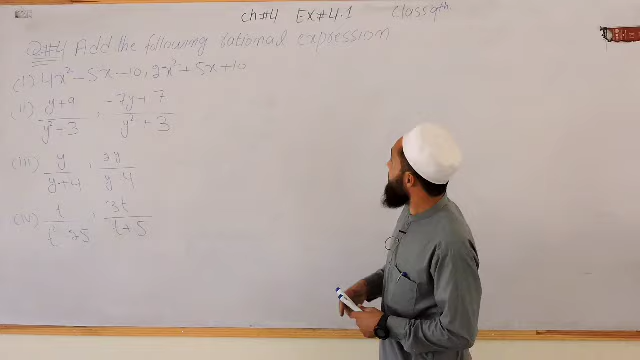 ch#4 EX#4.1 Class 9th.
Q#4 Add the following rational expression
(I) 4x² - 5x - 10, 2x² + 5x + 10
(II) y+9 / y²-3 , -7y+7 / y²-3
(III) y / y+4 , 3y / y-4
(IV) t / t²-25 , 3t / t+5